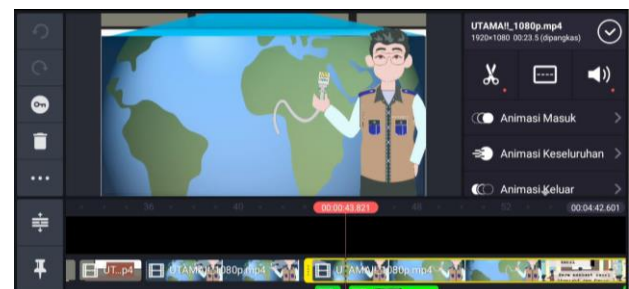 UTAMA!!_1080p.mp4
1920×1080 00:23.5 (dipangkas)
Animasi Masuk
Animasi Keseluruhan
Animasi Keluar
36 40 00:00:43.821 48 52 00:04:42.601
UT...p4 UTAMA!!_1080p.mp4 UTAMA!!_1080p.mp4